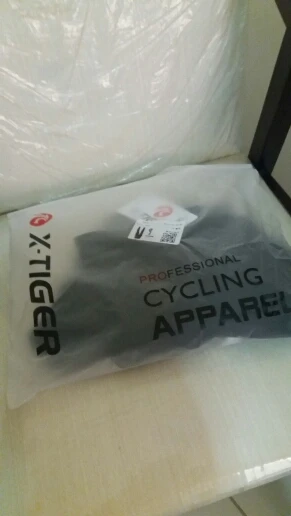 X-TIGER
PROFESSIONAL
CYCLING
APPAREL